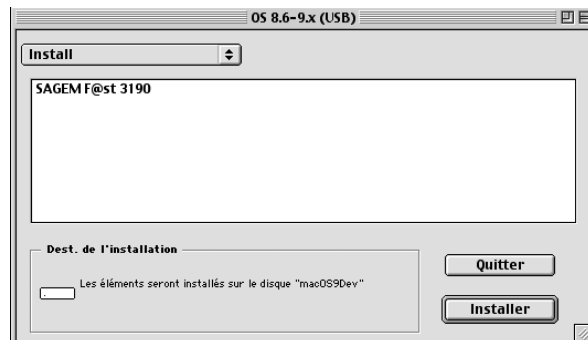 OS 8.6-9.x (USB)
Install
SAGEM F@st 3190
Dest. de l'installation
Les éléments seront installés sur le disque "macOS9Dev"
Quitter
Installer